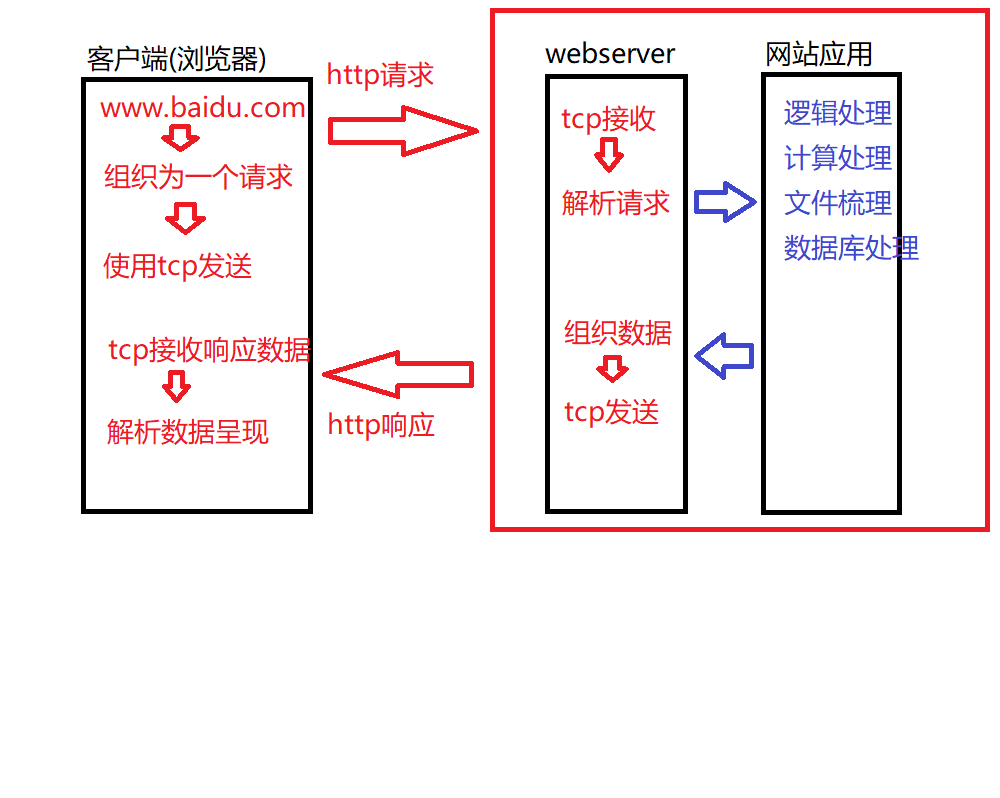 客户端(浏览器)
www.baidu.com
组织为一个请求
使用tcp发送
tcp接收响应数据
解析数据呈现
http请求
http响应
webserver
tcp接收
解析请求
组织数据
tcp发送
网站应用
逻辑处理
计算处理
文件梳理
数据库处理